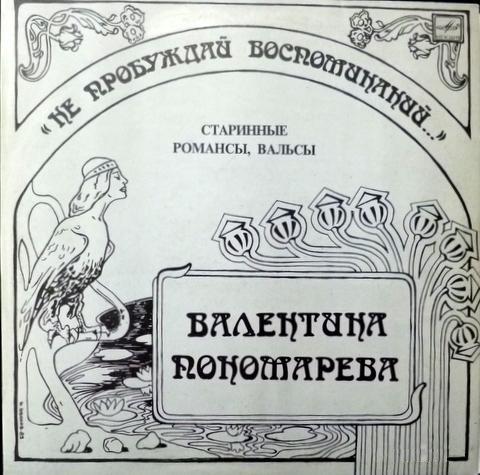 «НЕ ПРОБУЖДАЙ ВОСПОМИНАНИЙ...»
СТАРИННЫЕ
РОМАНСЫ, ВАЛЬСЫ
ВАЛЕНТИНА
ПОНОМАРЕВА